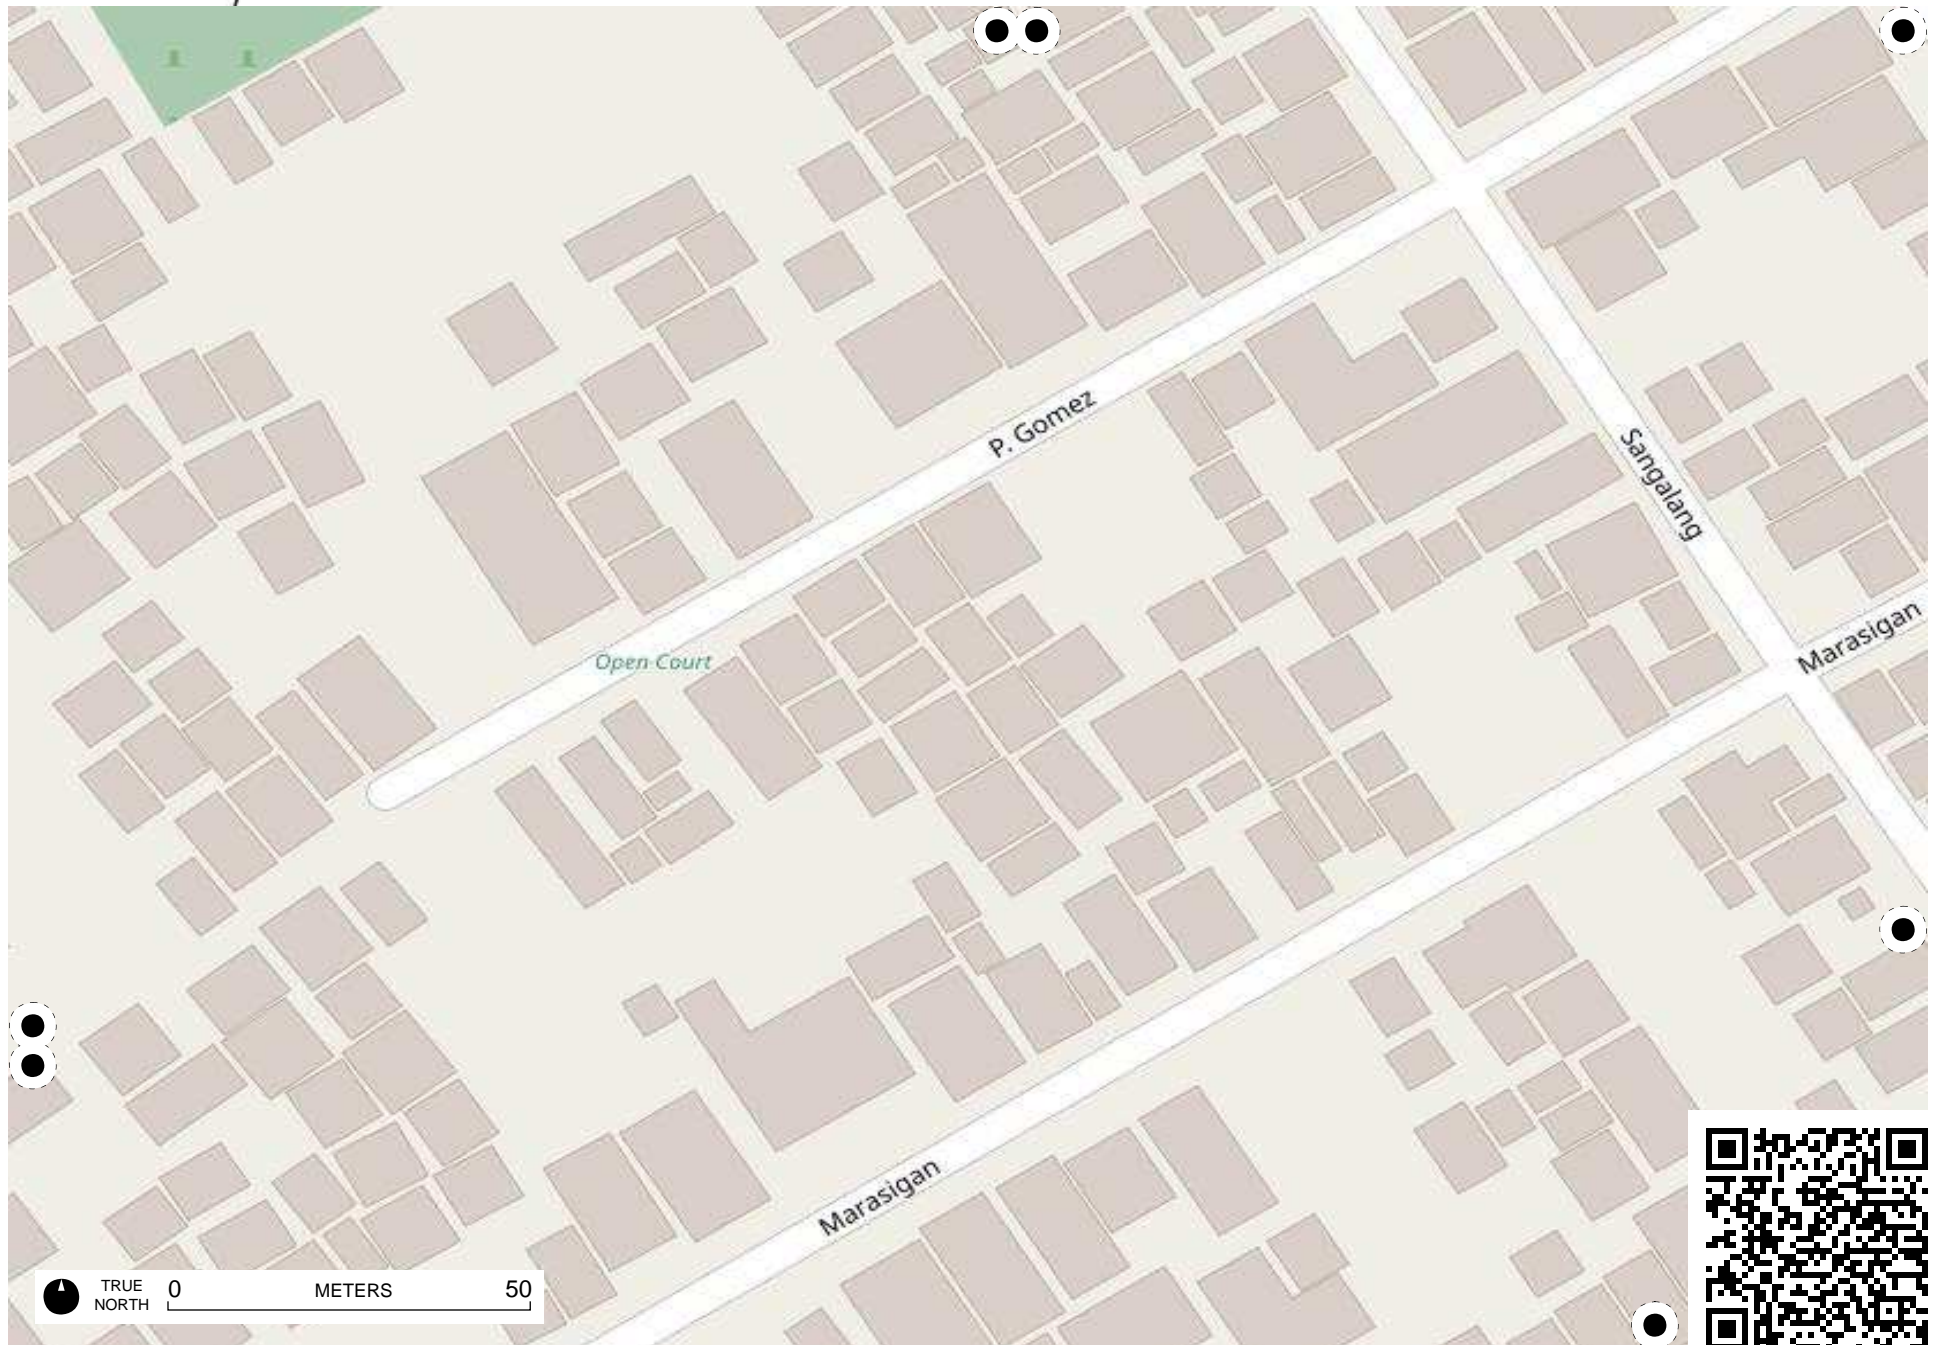 P. Gomez
Sangalang
Marasigan
Open Court
Marasigan
TRUE NORTH
0 METERS 50